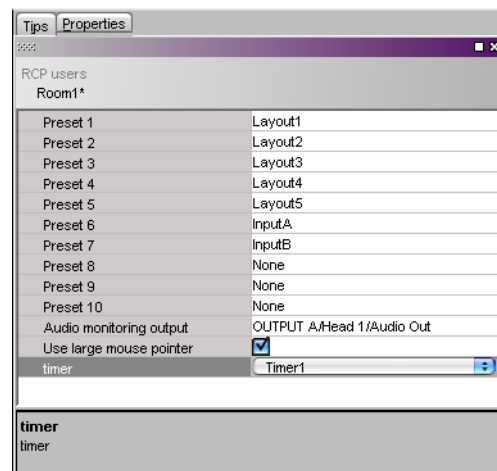 Tips Properties
RCP users
Room1*
Preset 1 Layout1
Preset 2 Layout2
Preset 3 Layout3
Preset 4 Layout4
Preset 5 Layout5
Preset 6 InputA
Preset 7 InputB
Preset 8 None
Preset 9 None
Preset 10 None
Audio monitoring output OUTPUT A/Head 1/Audio Out
Use large mouse pointer
timer Timer1
timer
timer